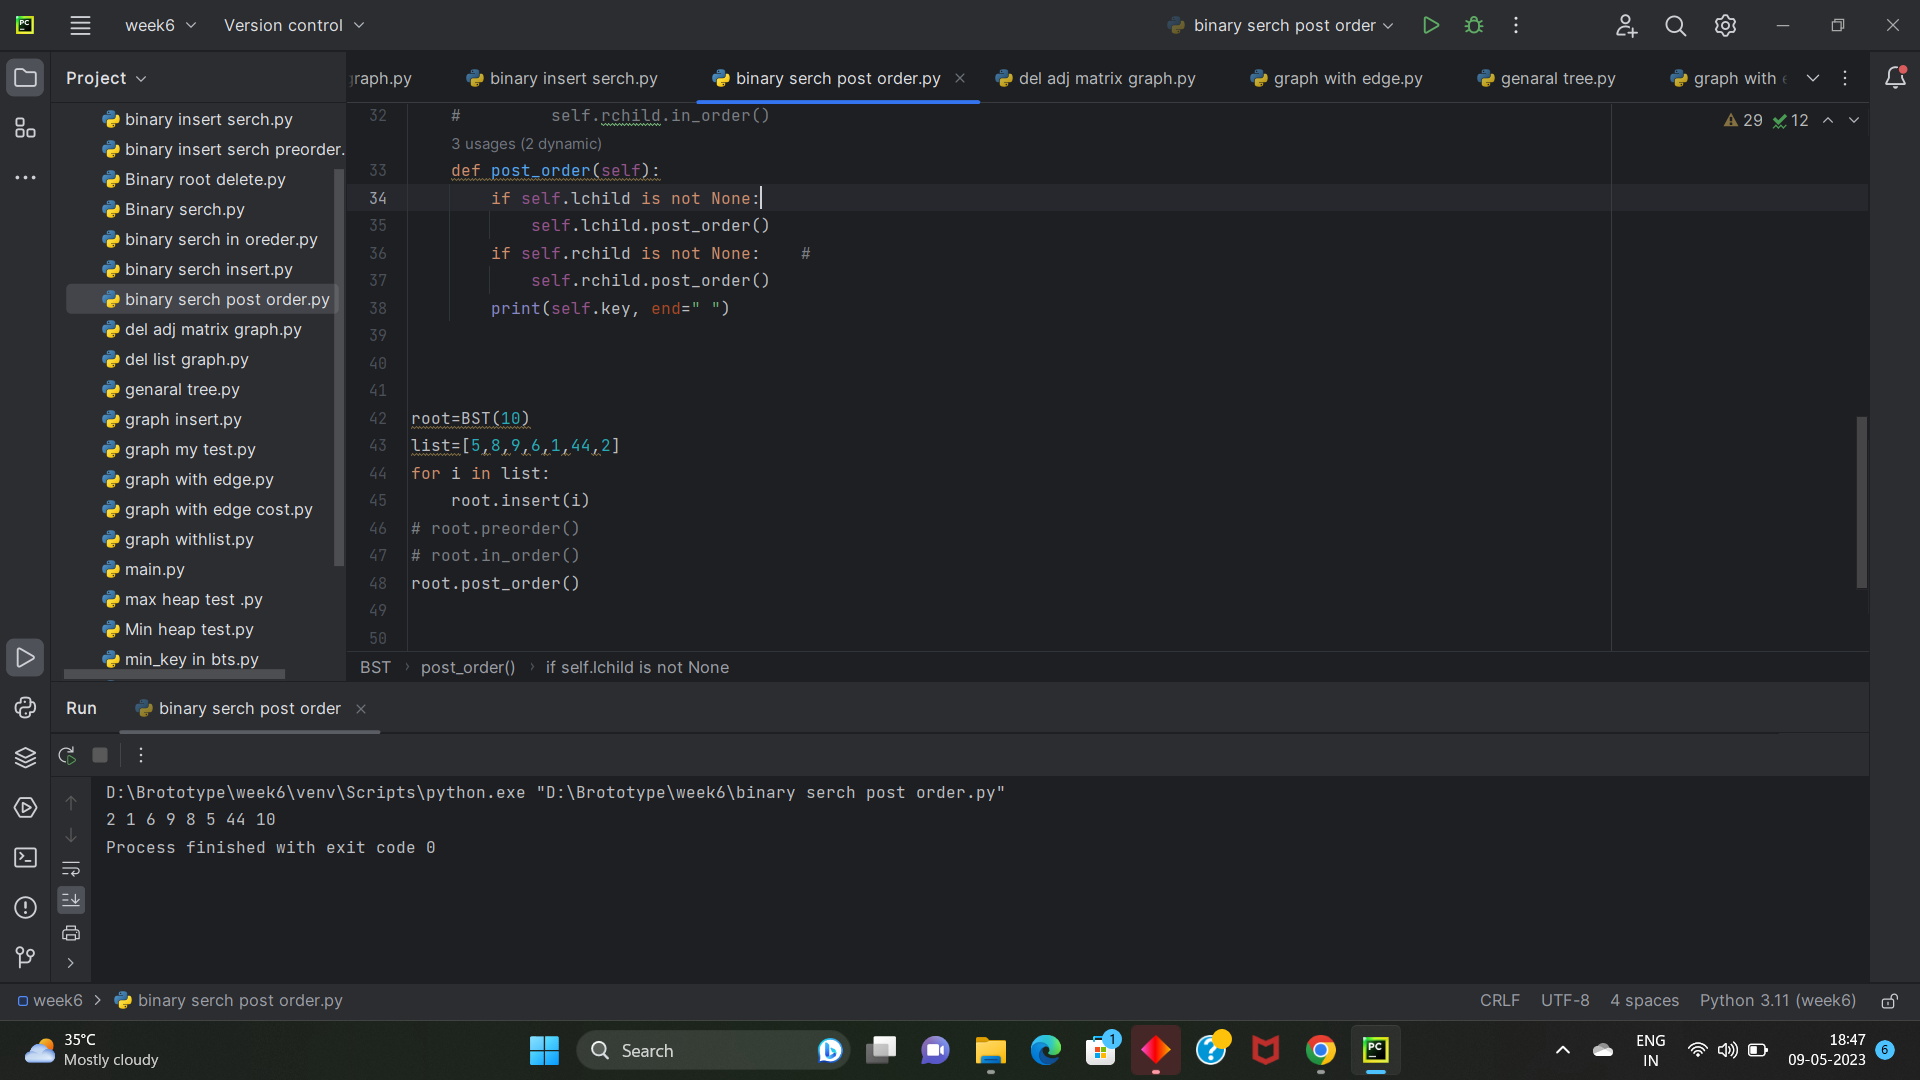 week6
Version control
binary serch post order
Project
raph.py
binary insert serch.py
binary serch post order.py
del adj matrix graph.py
graph with edge.py
genaral tree.py
graph with
binary insert serch.py
binary insert serch preorder.
Binary root delete.py
Binary serch.py
binary serch in oreder.py
binary serch insert.py
binary serch post order.py
del adj matrix graph.py
del list graph.py
genaral tree.py
graph insert.py
graph my test.py
graph with edge.py
graph with edge cost.py
graph withlist.py
main.py
max heap test .py
Min heap test.py
min_key in bts.py
29 12
32 # self.rchild.in_order()
3 usages (2 dynamic)
33 def post_order(self):
34 if self.lchild is not None:
35 self.lchild.post_order()
36 if self.rchild is not None: #
37 self.rchild.post_order()
38 print(self.key, end=" ")
39
40
41
42 root=BST(10)
43 list=[5,8,9,6,1,44,2]
44 for i in list:
45 root.insert(i)
46 # root.preorder()
47 # root.in_order()
48 root.post_order()
49
50
BST > post_order() > if self.lchild is not None
Run
binary serch post order
D:\Brototype\week6\venv\Scripts\python.exe "D:\Brototype\week6\binary serch post order.py"
2 1 6 9 8 5 44 10
Process finished with exit code 0
week6 > binary serch post order.py
CRLF UTF-8 4 spaces Python 3.11 (week6)
35°C
Mostly cloudy
Search
1
ENG
IN
18:47
09-05-2023
6